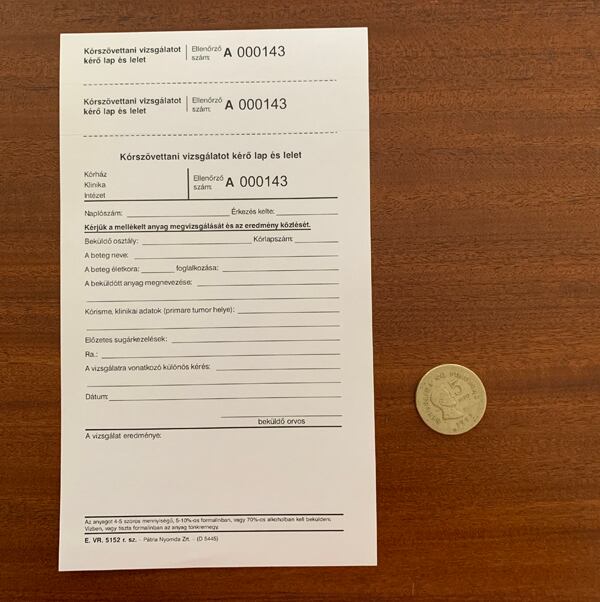 Kórszövettani vizsgálatot
kérő lap és lelet
Ellenőrző
szám:
A 000143
Kórszövettani vizsgálatot
kérő lap és lelet
Ellenőrző
szám:
A 000143
Kórszövettani vizsgálatot kérő lap és lelet
Kórház
Klinika
Intézet
Ellenőrző
szám:
A 000143
Naplószám: Érkezés kelte:
Kérjük a mellékelt anyag megvizsgálását és az eredmény közlését.
Beküldő osztály: Kórlapszám:
A beteg neve:
A beteg életkora: foglalkozása:
A beküldött anyag megnevezése:
Kórisme, klinikai adatok (primare tumor helye):
Előzetes sugárkezelések:
Ra.:
A vizsgálatra vonatkozó különös kérés:
Dátum:
beküldő orvos
A vizsgálat eredménye:
Az anyagot 4-5 szörös mennyiségű, 5-10%-os formalinban, vagy 70%-os alkoholban kell beküldeni.
Vízben, vagy tiszta formalinban az anyag tönkremegy.
E. VR. 5152 r. sz. - Pátria Nyomda Zrt. - (D 5445)
5